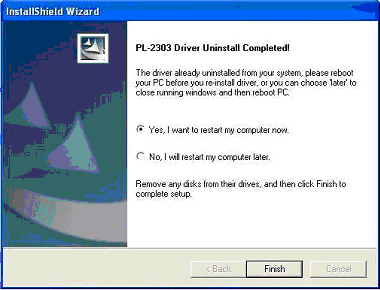 InstallShield Wizard
PL-2303 Driver Uninstall Completed!
The driver already uninstalled from your system, please reboot
your PC before you re-install driver, or you can choose 'later' to
close running windows and then reboot PC.
Yes, I want to restart my computer now.
No, I will restart my computer later.
Remove any disks from their drives, and then click Finish to
complete setup.
< Back
Finish
Cancel